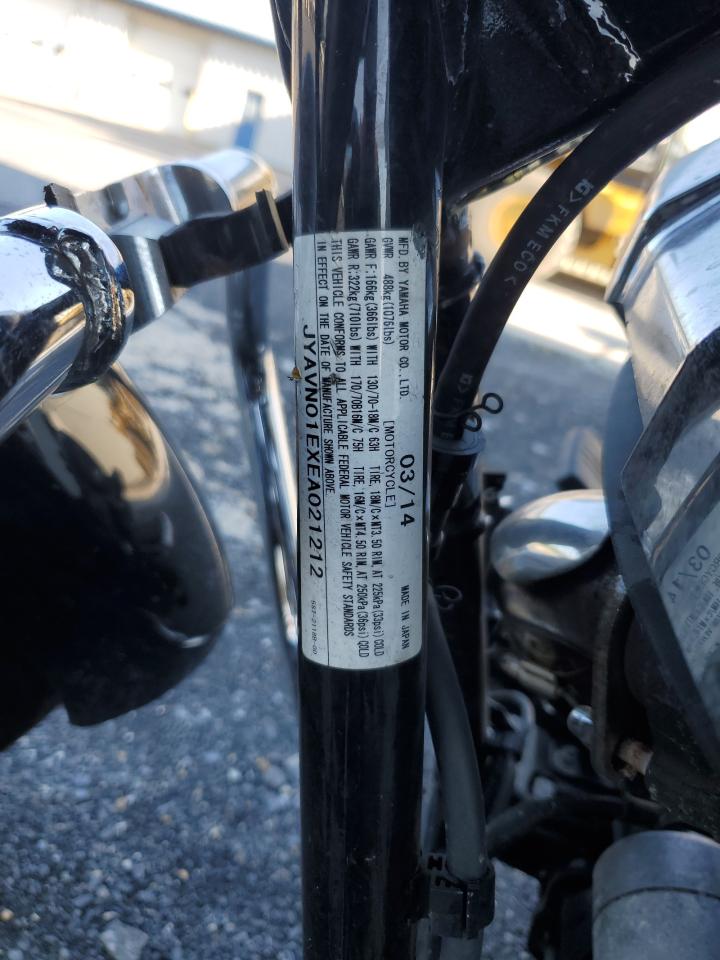 MFD. BY YAMAHA MOTOR CO.,LTD. 03/14 MADE IN JAPAN
GVWR 488kg(1076lbs) [MOTORCYCLE]
GAWR F:166kg(366lbs) WITH 130/70-18M/C 63H TIRE, 18M/C×MT3.50 RIM, AT 225kPa(33psi) COLD
GAWR R:322kg(710lbs) WITH 170/70B16M/C 75H TIRE, 16M/C×MT4.50 RIM, AT 250kPa(36psi) COLD
THIS VEHICLE CONFORMS TO ALL APPLICABLE FEDERAL MOTOR VEHICLE SAFETY STANDARDS
IN EFFECT ON THE DATE OF MANUFACTURE SHOWN ABOVE.
JYAVN01EXEA021212
>FKM ECO<
03/14